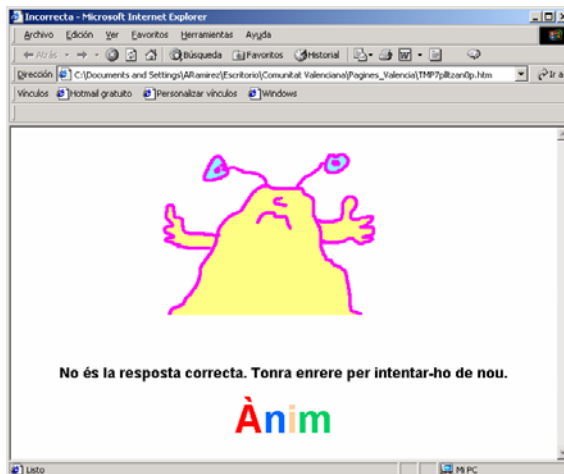 Incorrecta - Microsoft Internet Explorer
Archivo Edición Ver Favoritos Herramientas Ayuda
Atrás Búsqueda Favoritos Historial
Dirección C:\Documents and Settings\ARamirez\Escritorio\Comunitat Valenciana\Pagines_Valencia\TMP7plltzan0p.htm Ir a
Vínculos Hotmail gratuito Personalizar vínculos Windows
No és la resposta correcta. Tonra enrere per intentar-ho de nou.
Ànim
Listo Mi PC